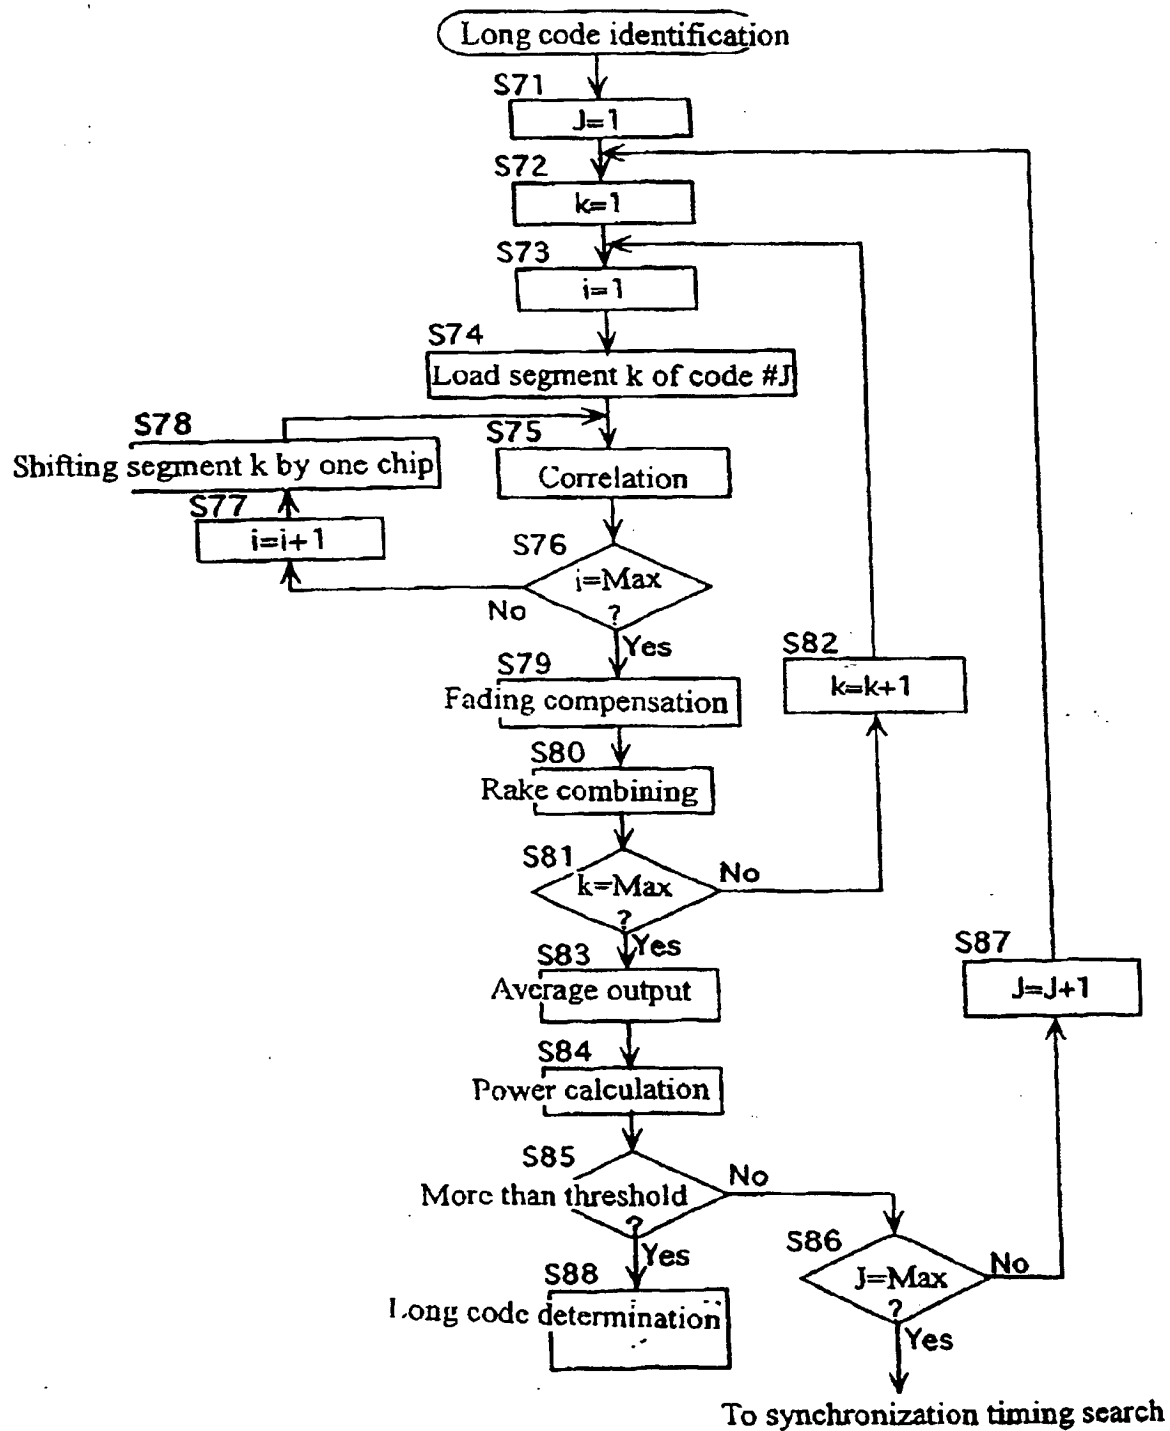 Long code identification
S71
J=1
S72
k=1
S73
i=1
S74
Load segment k of code #J
S78
Shifting segment k by one chip
S75
Correlation
S77
i=i+1
S76
i=Max
?
No
Yes
S79
Fading compensation
S82
k=k+1
S80
Rake combining
S81
k=Max
?
No
Yes
S83
Average output
S87
J=J+1
S84
Power calculation
S85
More than threshold
?
No
Yes
S86
J=Max
?
No
Yes
S88
Long code determination
To synchronization timing search